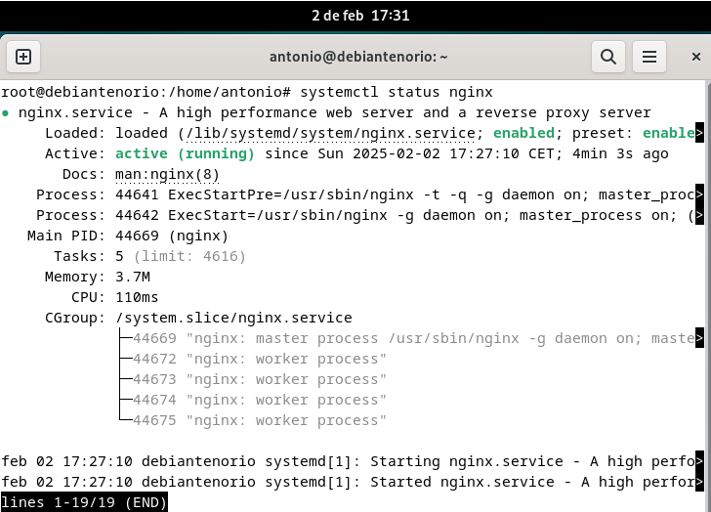 2 de feb 17:31
antonio@debiantenorio: ~
root@debiantenorio:/home/antonio# systemctl status nginx
● nginx.service - A high performance web server and a reverse proxy server
     Loaded: loaded (/lib/systemd/system/nginx.service; enabled; preset: enable>
     Active: active (running) since Sun 2025-02-02 17:27:10 CET; 4min 3s ago
       Docs: man:nginx(8)
    Process: 44641 ExecStartPre=/usr/sbin/nginx -t -q -g daemon on; master_proc>
    Process: 44642 ExecStart=/usr/sbin/nginx -g daemon on; master_process on; (>
   Main PID: 44669 (nginx)
      Tasks: 5 (limit: 4616)
     Memory: 3.7M
        CPU: 110ms
     CGroup: /system.slice/nginx.service
             ├─44669 "nginx: master process /usr/sbin/nginx -g daemon on; maste>
             ├─44672 "nginx: worker process"
             ├─44673 "nginx: worker process"
             ├─44674 "nginx: worker process"
             └─44675 "nginx: worker process"
feb 02 17:27:10 debiantenorio systemd[1]: Starting nginx.service - A high perfo>
feb 02 17:27:10 debiantenorio systemd[1]: Started nginx.service - A high perfor>
lines 1-19/19 (END)